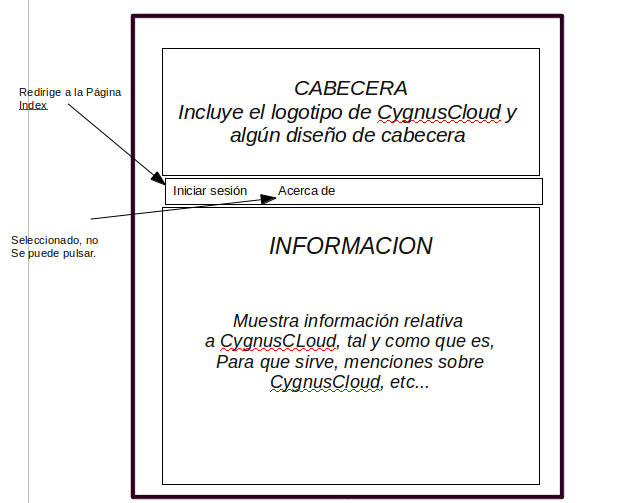 CABECERA
Incluye el logotipo de CygnusCloud y
algún diseño de cabecera
Redirige a la Página
Index
Iniciar sesión Acerca de
Seleccionado, no
Se puede pulsar.
INFORMACION
Muestra información relativa
a CygnusCLoud, tal y como que es,
Para que sirve, menciones sobre
CygnusCloud, etc...